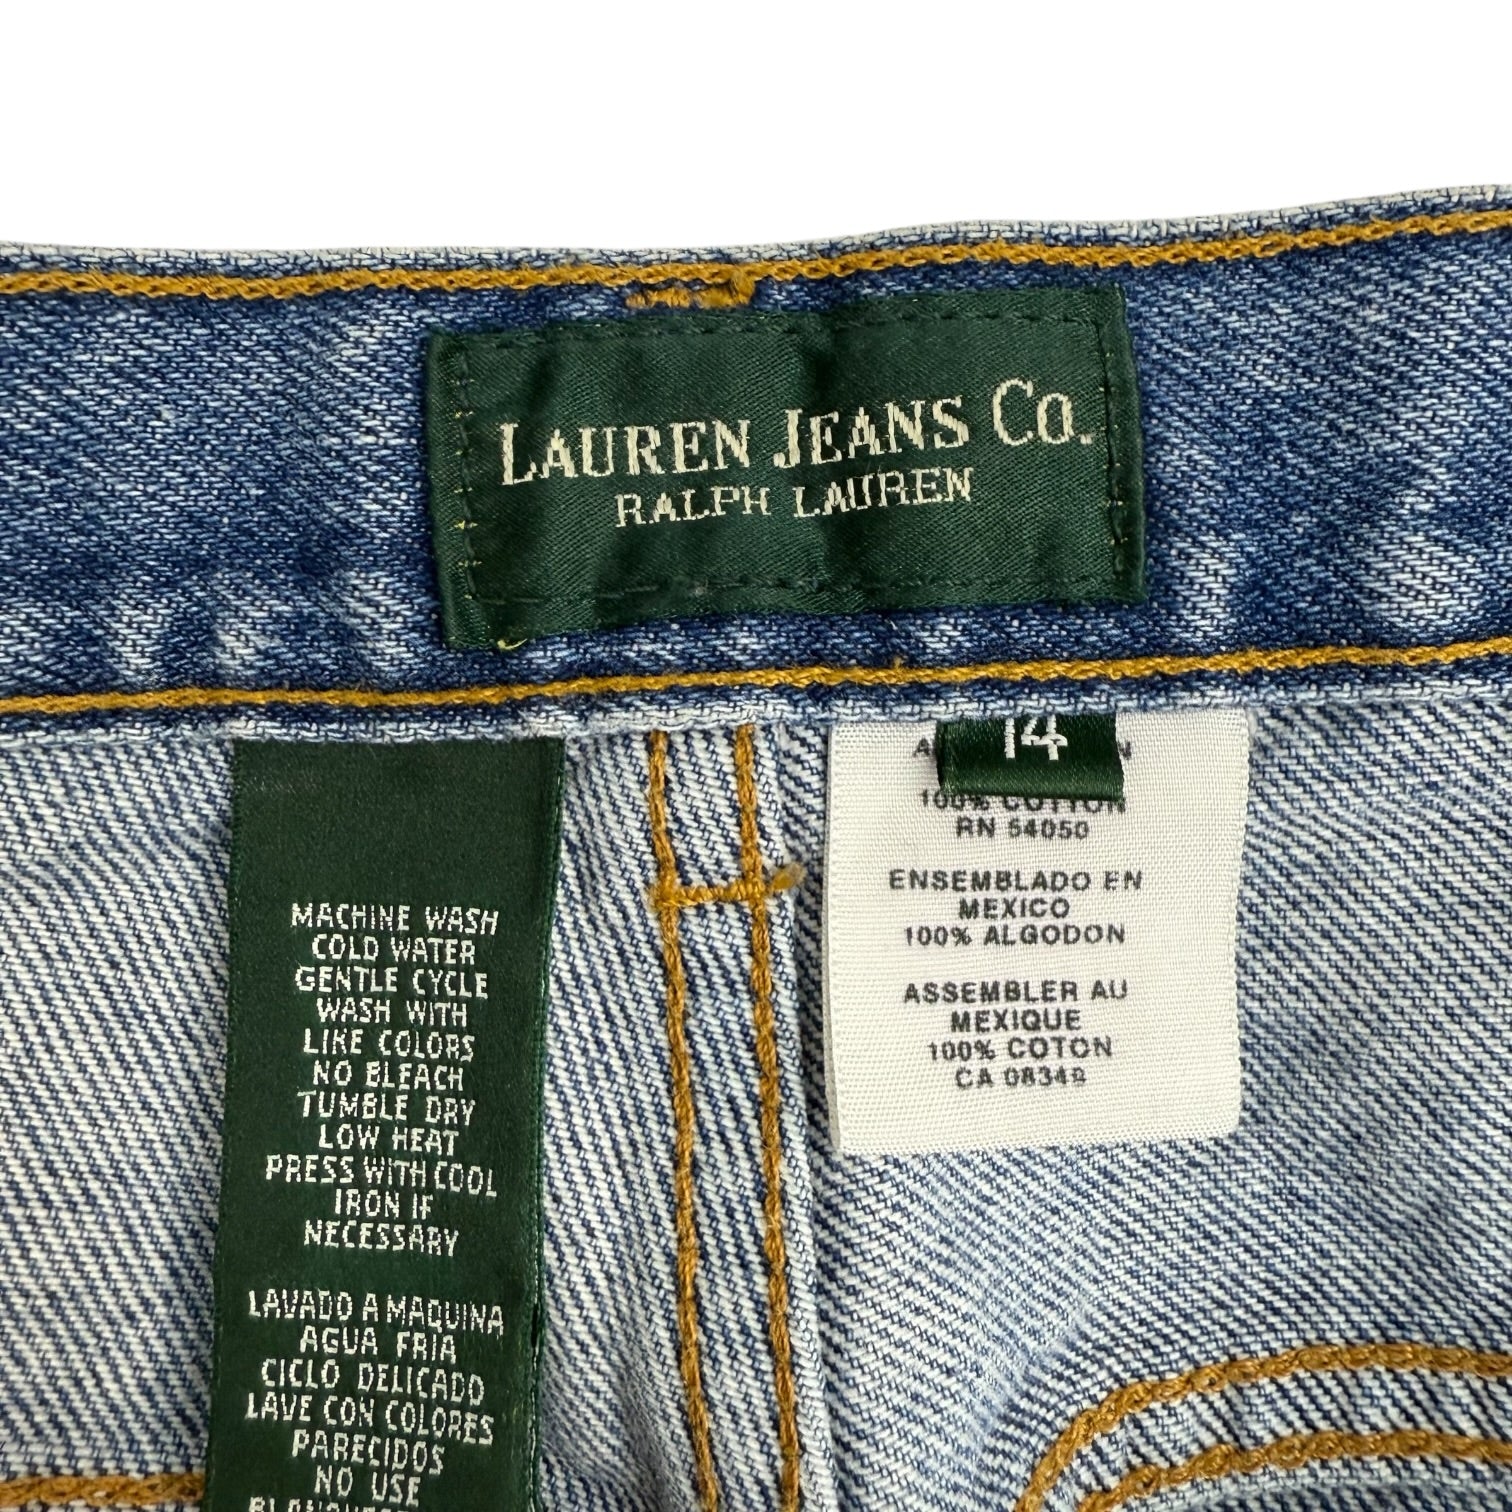 LAUREN JEANS CO.
RALPH LAUREN
14
100% COTTON
RN 54050
ENSEMBLADO EN
MEXICO
100% ALGODON
ASSEMBLER AU
MEXIQUE
100% COTON
CA 08348
MACHINE WASH
COLD WATER
GENTLE CYCLE
WASH WITH
LIKE COLORS
NO BLEACH
TUMBLE DRY
LOW HEAT
PRESS WITH COOL
IRON IF
NECESSARY
LAVADO A MAQUINA
AGUA FRIA
CICLO DELICADO
LAVE CON COLORES
PARECIDOS
NO USE